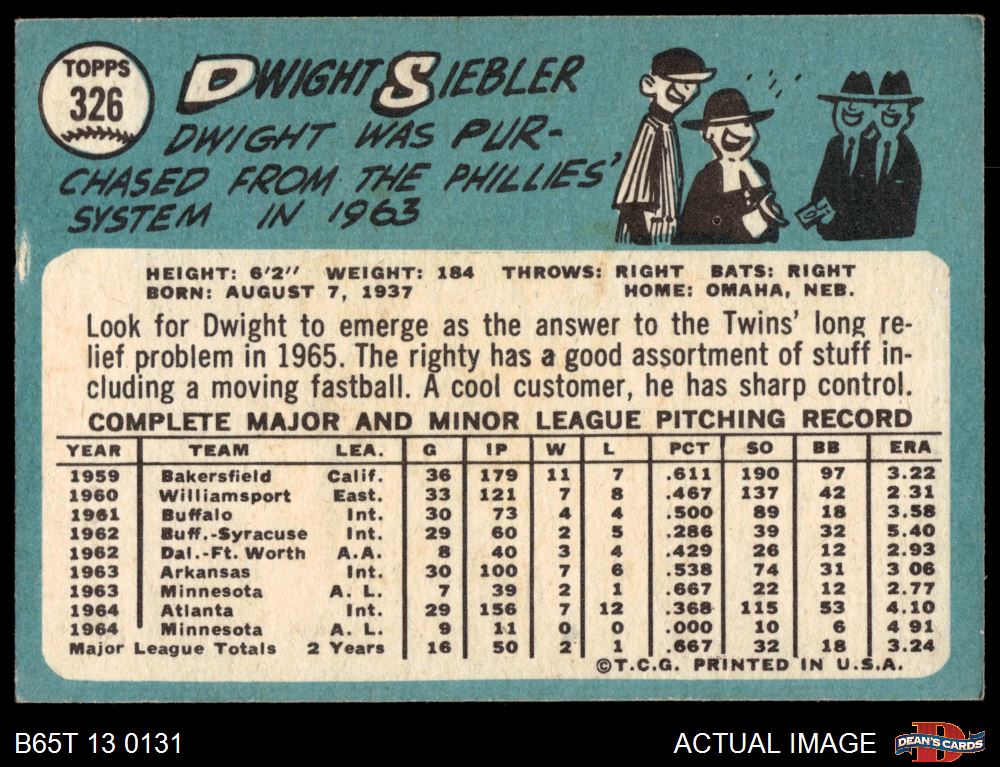 TOPPS
326
DWIGHT SIEBLER
DWIGHT WAS PUR-
CHASED FROM THE PHILLIES'
SYSTEM IN 1963
HEIGHT: 6'2" WEIGHT: 184 THROWS: RIGHT BATS: RIGHT
BORN: AUGUST 7, 1937 HOME: OMAHA, NEB.
Look for Dwight to emerge as the answer to the Twins' long re-
lief problem in 1965. The righty has a good assortment of stuff in-
cluding a moving fastball. A cool customer, he has sharp control.
COMPLETE MAJOR AND MINOR LEAGUE PITCHING RECORD
YEAR TEAM LEA. G IP W L PCT SO BB ERA
1959 Bakersfield Calif. 36 179 11 7 .611 190 97 3.22
1960 Williamsport East. 33 121 7 8 .467 137 42 2.31
1961 Buffalo Int. 30 73 4 4 .500 89 18 3.58
1962 Buff.-Syracuse Int. 29 60 2 5 .286 39 32 5.40
1962 Dal.-Ft. Worth A.A. 8 40 3 4 .429 26 12 2.93
1963 Arkansas Int. 30 100 7 6 .538 74 31 3.06
1963 Minnesota A. L. 7 39 2 1 .667 22 12 2.77
1964 Atlanta Int. 29 156 7 12 .368 115 53 4.10
1964 Minnesota A. L. 9 11 0 0 .000 10 6 4.91
Major League Totals 2 Years 16 50 2 1 .667 32 18 3.24
©T.C.G. PRINTED IN U.S.A.
B65T 13 0131 ACTUAL IMAGE DEAN'S CARDS